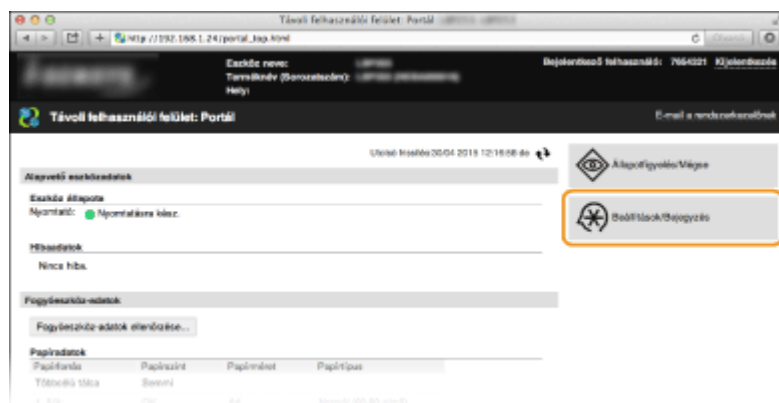 Távoli felhasználói felület: Portál
http://192.168.1.24/portal_top.html
Eszköz neve:
Terméknév (Sorozatszám):
Hely:
Bejelentkező felhasználó: 7654321 Kijelentkezés
Távoli felhasználói felület: Portál
E-mail a rendszerkezelőnek
Utolsó frissítés: 30/04 2015 12:16:58 de
Alapvető eszközadatok
Eszköz állapota
Nyomtató: Nyomtatásra kész.
Hibaadatok
Nincs hiba.
Fogyóeszköz-adatok
Fogyóeszköz-adatok ellenőrzése...
Papíradatok
Papírforrás Papírszint Papírméret Papírtípus
Többcélú tálca Semmi
Állapotfigyelés/Mégse
Beállítások/Bejegyzés